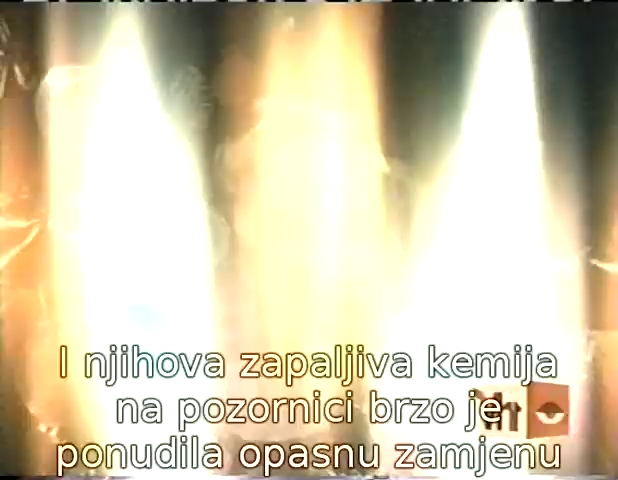 I njihova zapaljiva kemija
na pozornici brzo je
ponudila opasnu zamjenu